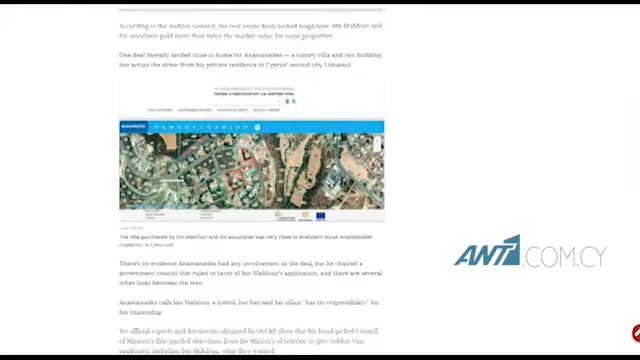 According to the Auditor General, the real estate deals looked suspicious: Bin Mahfouz and
his associates paid more than twice the market value for some properties.
One deal literally landed close to home for Anastasiades — a luxury villa and two building
lots across the street from his private residence in Cyprus' second city, Limassol.
The villa purchased by Bin Mahfouz and his associates was very close to President Nicos Anastasiades'
residence in Limassol
There's no evidence Anastasiades had any involvement in the deal, but he chaired a
government council that ruled in favor of Bin Mahfouz's application, and there are several
other links between the men.
ANT1.COM.CY
Anastasiades calls Bin Mahfouz a friend, but has said his office "has no responsibility" for
his citizenship.
Yet official reports and documents obtained by OCCRP show that his hand-picked Council
of Ministers disregarded objections from the Ministry of Interior to give Golden Visa
applicants, including Bin Mahfouz, what they wanted.